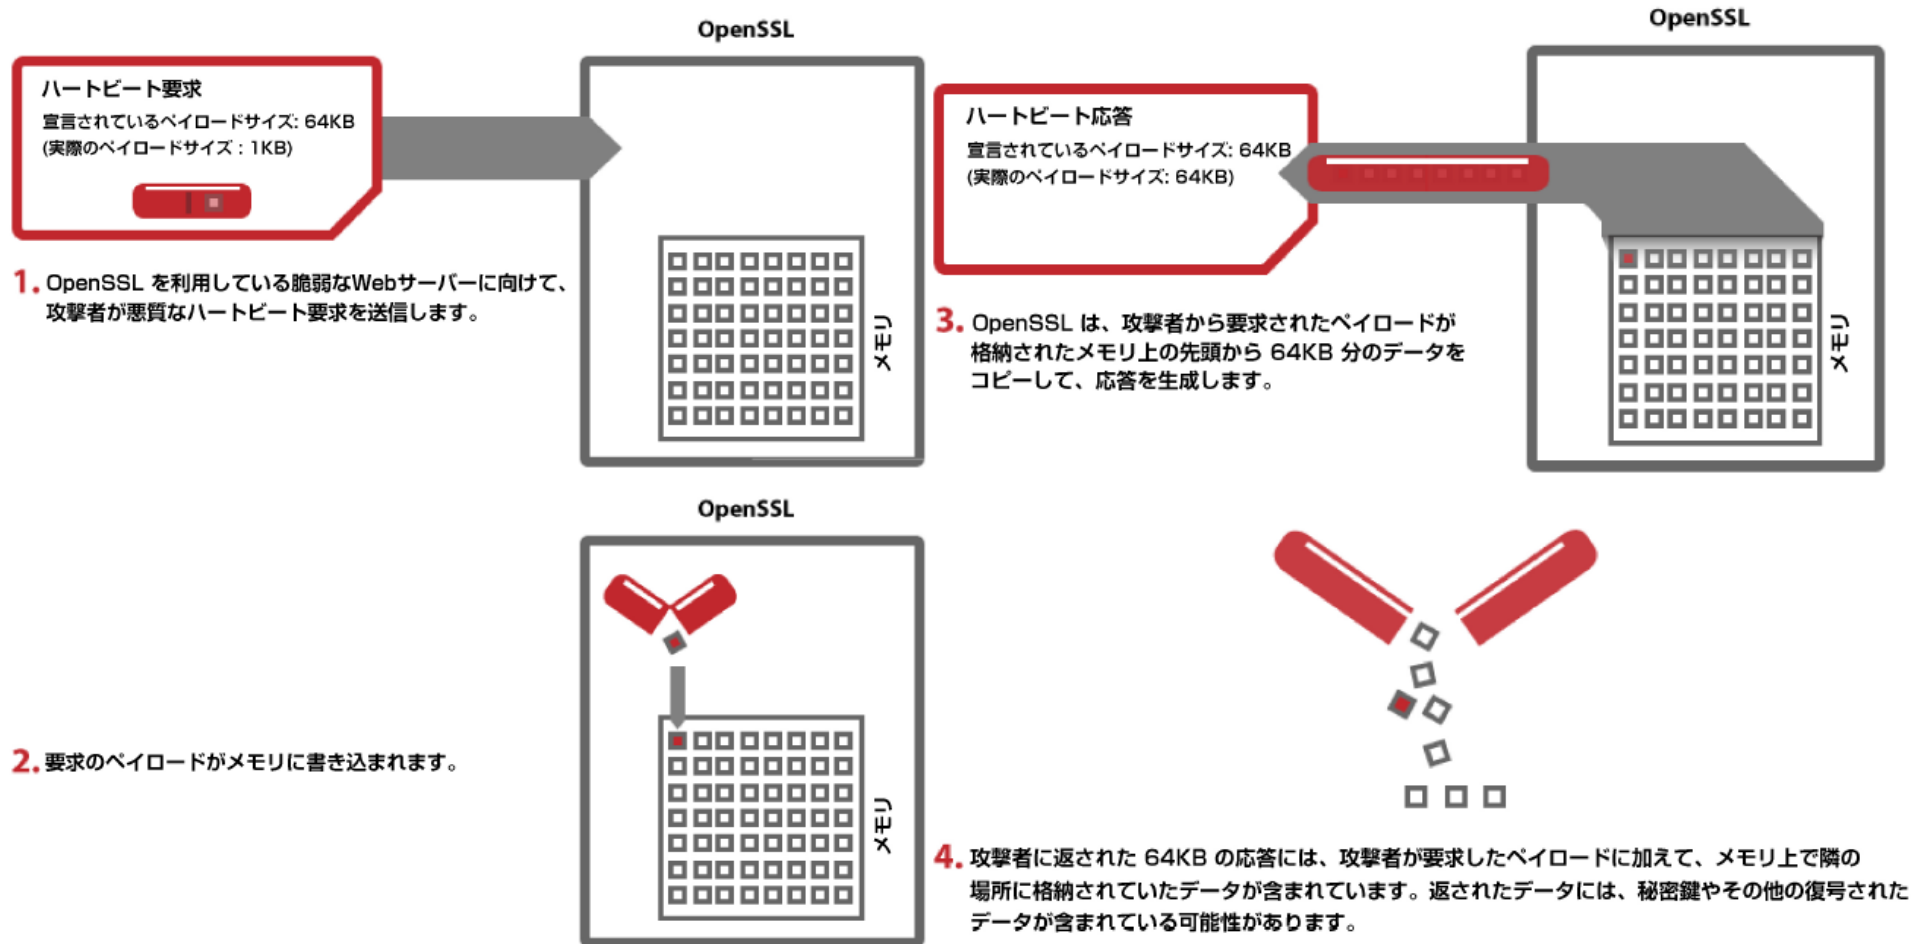 OpenSSL
ハートビート要求
宣言されているペイロードサイズ: 64KB
(実際のペイロードサイズ : 1KB)
メモリ
1. OpenSSL を利用している脆弱なWebサーバーに向けて、
攻撃者が悪質なハートビート要求を送信します。
OpenSSL
メモリ
2. 要求のペイロードがメモリに書き込まれます。
OpenSSL
ハートビート応答
宣言されているペイロードサイズ: 64KB
(実際のペイロードサイズ: 64KB)
メモリ
3. OpenSSL は、攻撃者から要求されたペイロードが
格納されたメモリ上の先頭から 64KB 分のデータを
コピーして、応答を生成します。
4. 攻撃者に返された 64KB の応答には、攻撃者が要求したペイロードに加えて、メモリ上で隣の
場所に格納されていたデータが含まれています。返されたデータには、秘密鍵やその他の復号された
データが含まれている可能性があります。